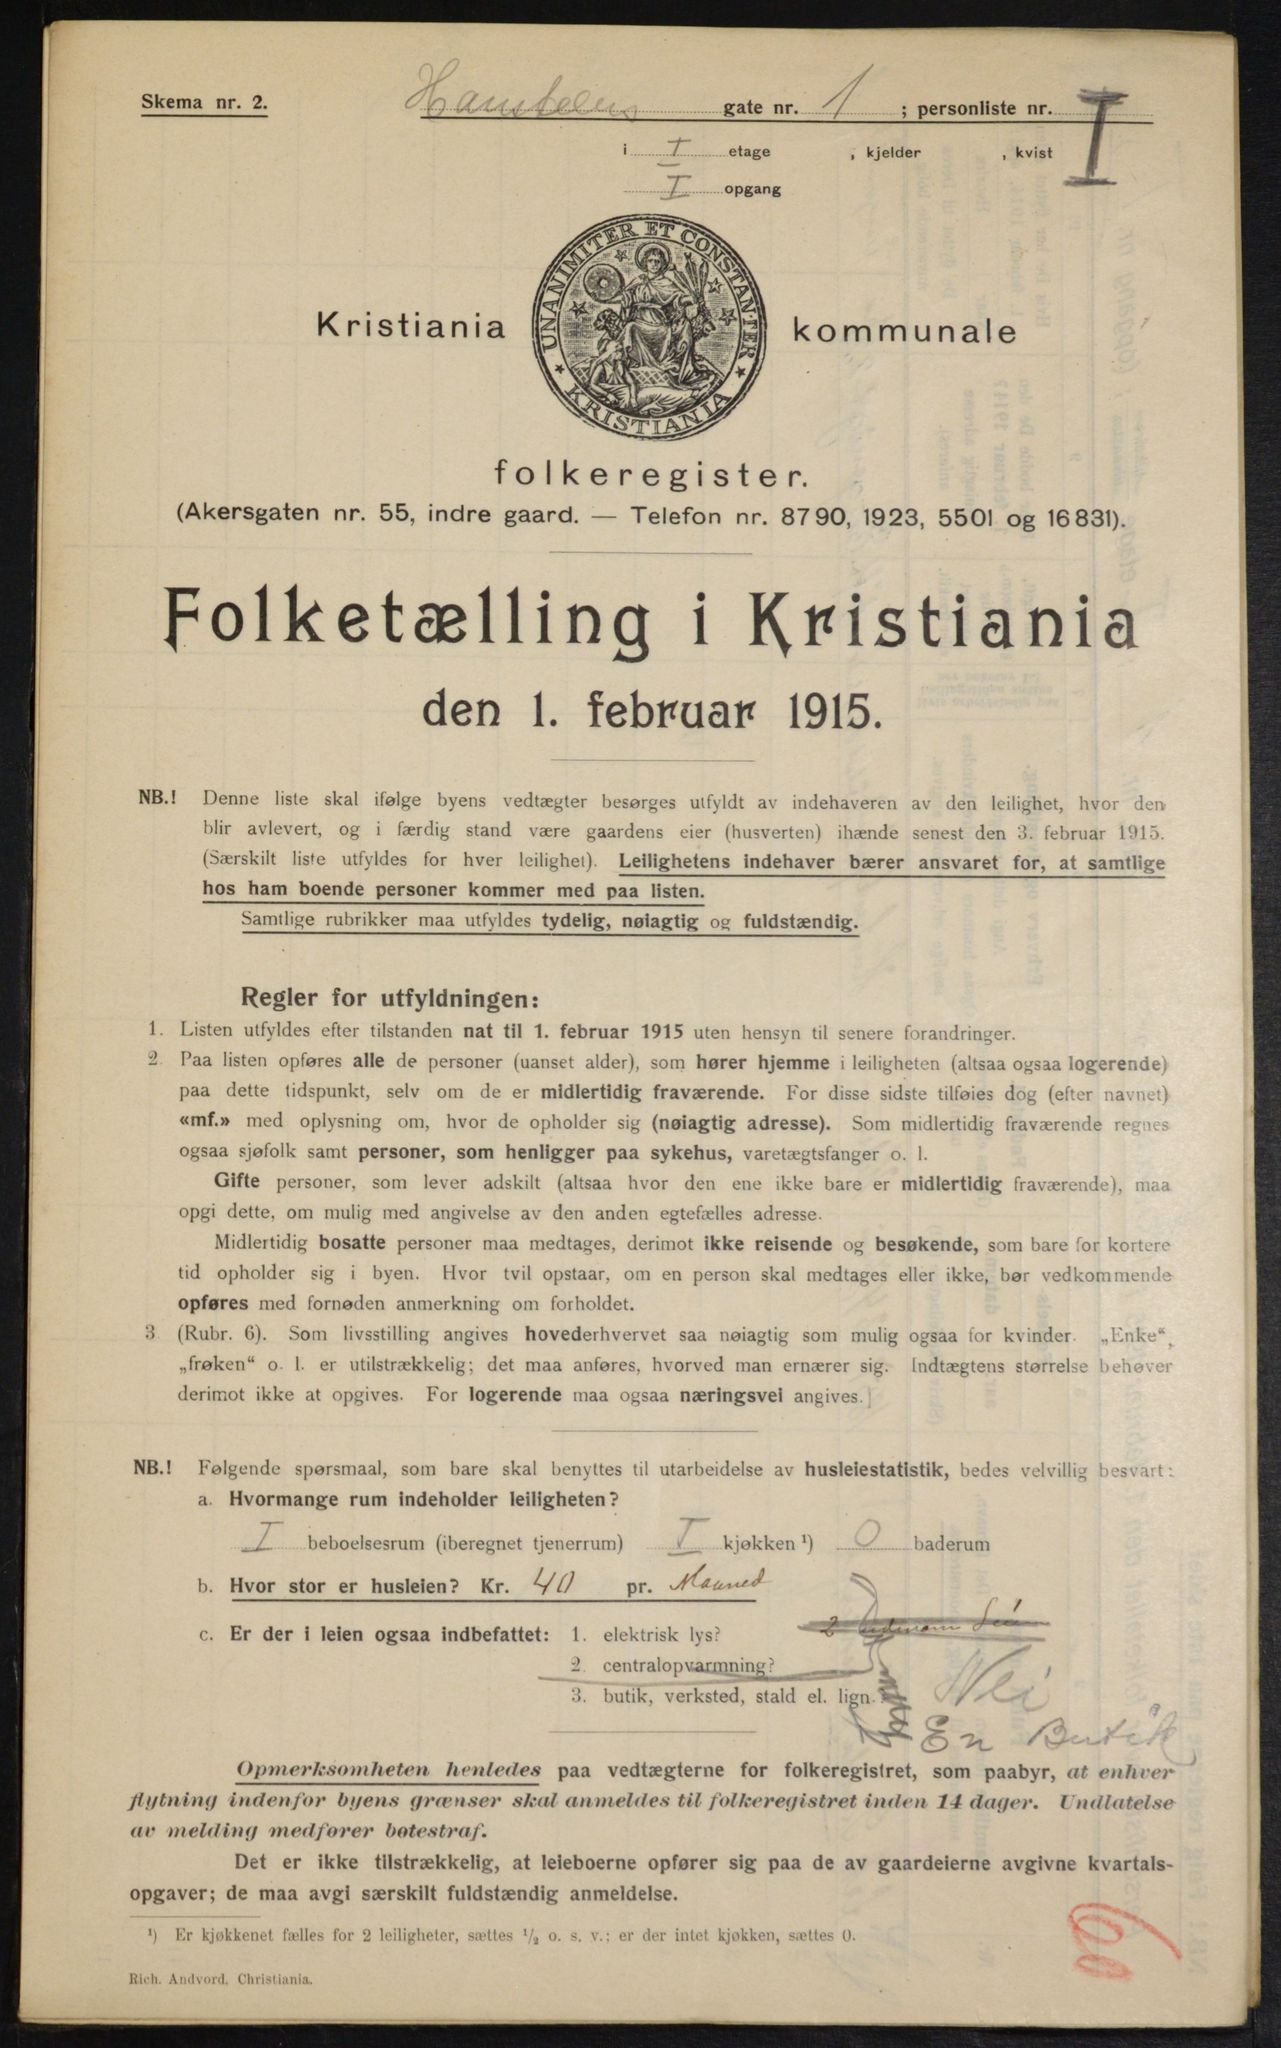 Skema nr. 2.
Hansteens gate nr. 1 ; personliste nr. I
i I etage , kjelder , kvist
I opgang
UNANIMITER ET CONSTANTER
KRISTIANIA
Kristiania kommunale
folkeregister.
(Akersgaten nr. 55, indre gaard. — Telefon nr. 8790, 1923, 5501 og 16831).
Folketælling i Kristiania
den 1. februar 1915.
NB.! Denne liste skal ifølge byens vedtægter besørges utfyldt av indehaveren av den leilighet, hvor den
blir avlevert, og i færdig stand være gaardens eier (husverten) ihænde senest den 3. februar 1915.
(Særskilt liste utfyldes for hver leilighet). Leilighetens indehaver bærer ansvaret for, at samtlige
hos ham boende personer kommer med paa listen.
Samtlige rubrikker maa utfyldes tydelig, nøiagtig og fuldstændig.
Regler for utfyldningen:
1. Listen utfyldes efter tilstanden nat til 1. februar 1915 uten hensyn til senere forandringer.
2. Paa listen opføres alle de personer (uanset alder), som hører hjemme i leiligheten (altsaa ogsaa logerende)
paa dette tidspunkt, selv om de er midlertidig fraværende. For disse sidste tilføies dog (efter navnet)
«mf.» med oplysning om, hvor de opholder sig (nøiagtig adresse). Som midlertidig fraværende regnes
ogsaa sjøfolk samt personer, som henligger paa sykehus, varetægtsfanger o. l.
Gifte personer, som lever adskilt (altsaa hvor den ene ikke bare er midlertidig fraværende), maa
opgi dette, om mulig med angivelse av den anden egtefælles adresse.
Midlertidig bosatte personer maa medtages, derimot ikke reisende og besøkende, som bare for kortere
tid opholder sig i byen. Hvor tvil opstaar, om en person skal medtages eller ikke, bør vedkommende
opføres med fornøden anmerkning om forholdet.
3 (Rubr. 6). Som livsstilling angives hovederhvervet saa nøiagtig som mulig ogsaa for kvinder. „Enke“,
„frøken“ o. l. er utilstrækkelig; det maa anføres, hvorved man ernærer sig. Indtægtens størrelse behøver
derimot ikke at opgives. For logerende maa ogsaa næringsvei angives.
NB.! Følgende spørsmaal, som bare skal benyttes til utarbeidelse av husleiestatistik, bedes velvillig besvart:
a. Hvormange rum indeholder leiligheten?
I beboelsesrum (iberegnet tjenerrum) I kjøkken ¹) 0 baderum
b. Hvor stor er husleien? Kr. 40 pr. Maaned
c. Er der i leien ogsaa indbefattet: 1. elektrisk lys?
2. centralopvarmning?
Nei
3. butik, verksted, stald el. lign.
En Butik
Opmerksomheten henledes paa vedtægterne for folkeregistret, som paabyr, at enhver
flytning indenfor byens grænser skal anmeldes til folkeregistret inden 14 dager. Undlatelse
av melding medfører bøtestraf.
Det er ikke tilstrækkelig, at leieboerne opfører sig paa de av gaardeierne avgivne kvartals-
opgaver; de maa avgi særskilt fuldstændig anmeldelse.
¹) Er kjøkkenet fælles for 2 leiligheter, sættes ½ o. s. v.; er der intet kjøkken, sættes 0.
Rich. Andvord, Christiania.